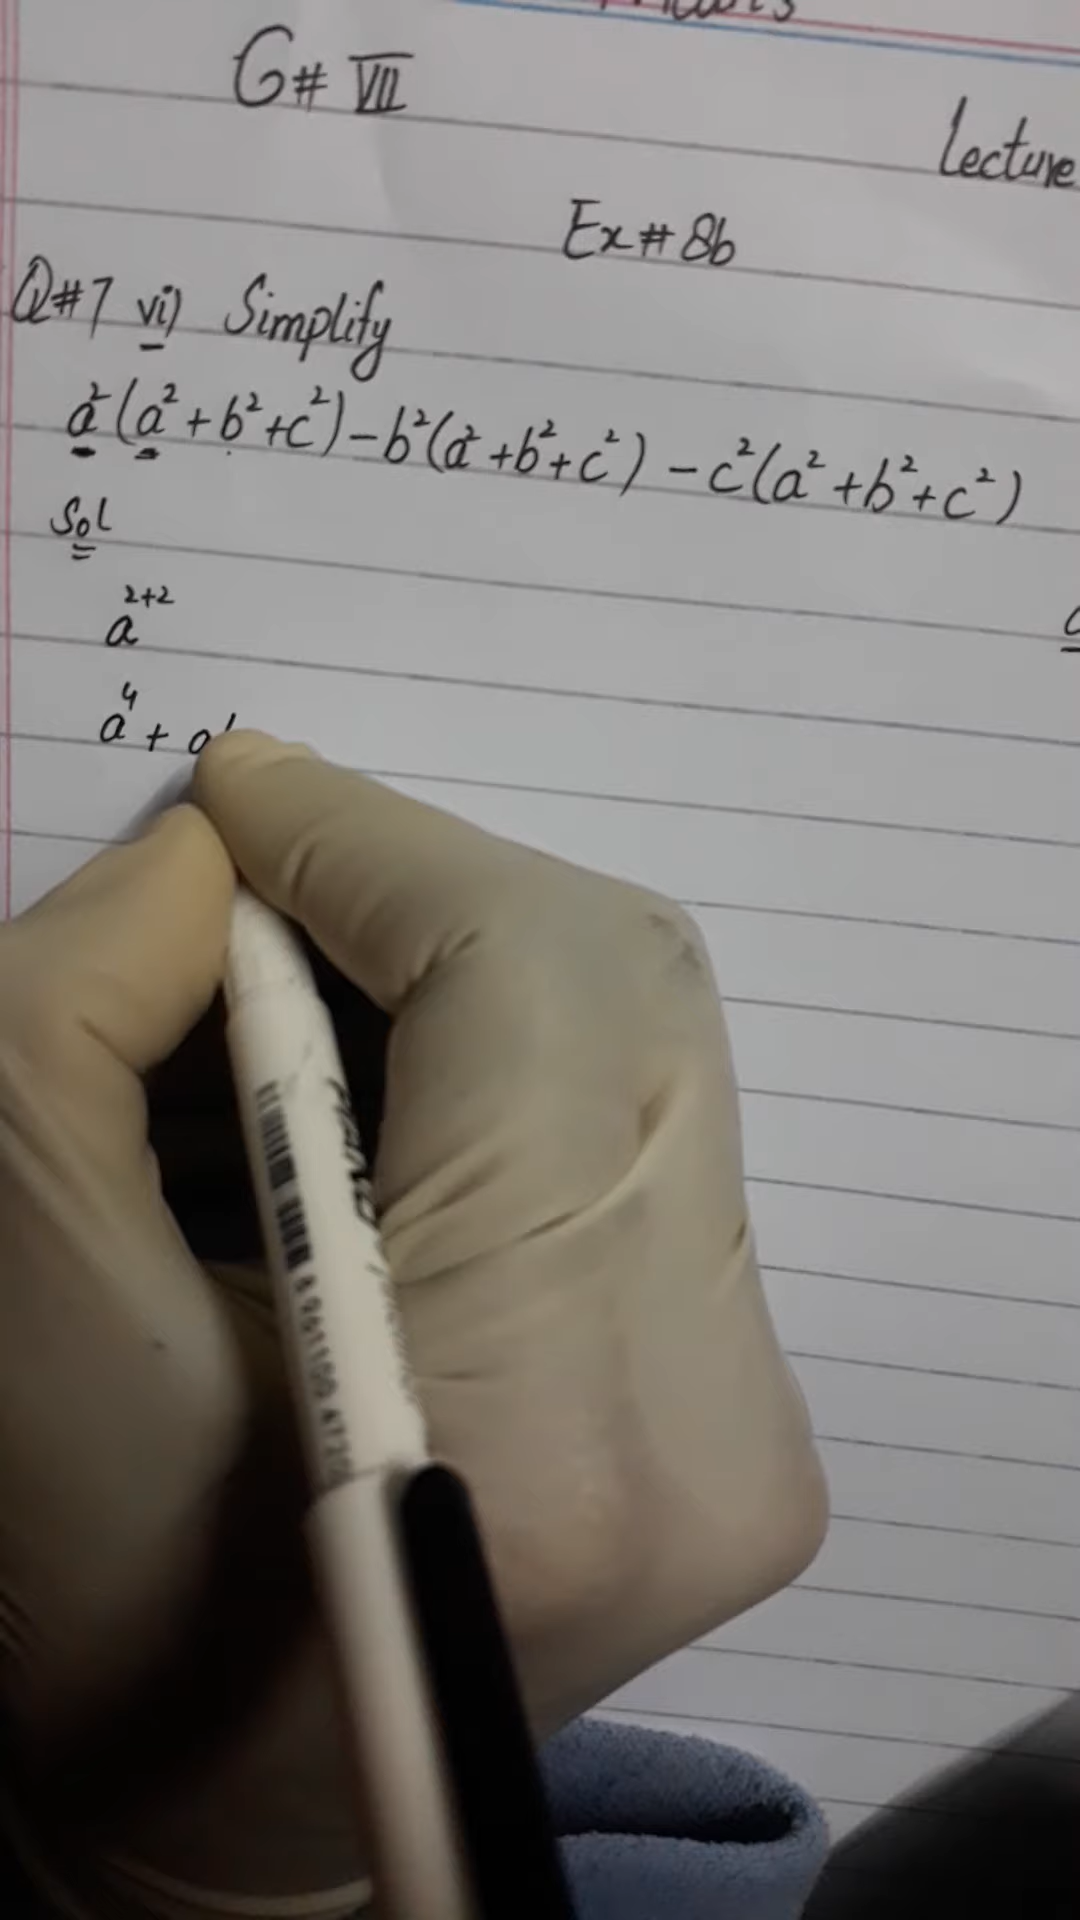 G# VII
Lecture
Ex# 8b
Q#7 vi) Simplify
a²(a²+b²+c²)-b²(a²+b²+c²)-c²(a²+b²+c²)
Sol
a²⁺²
a⁴ + a